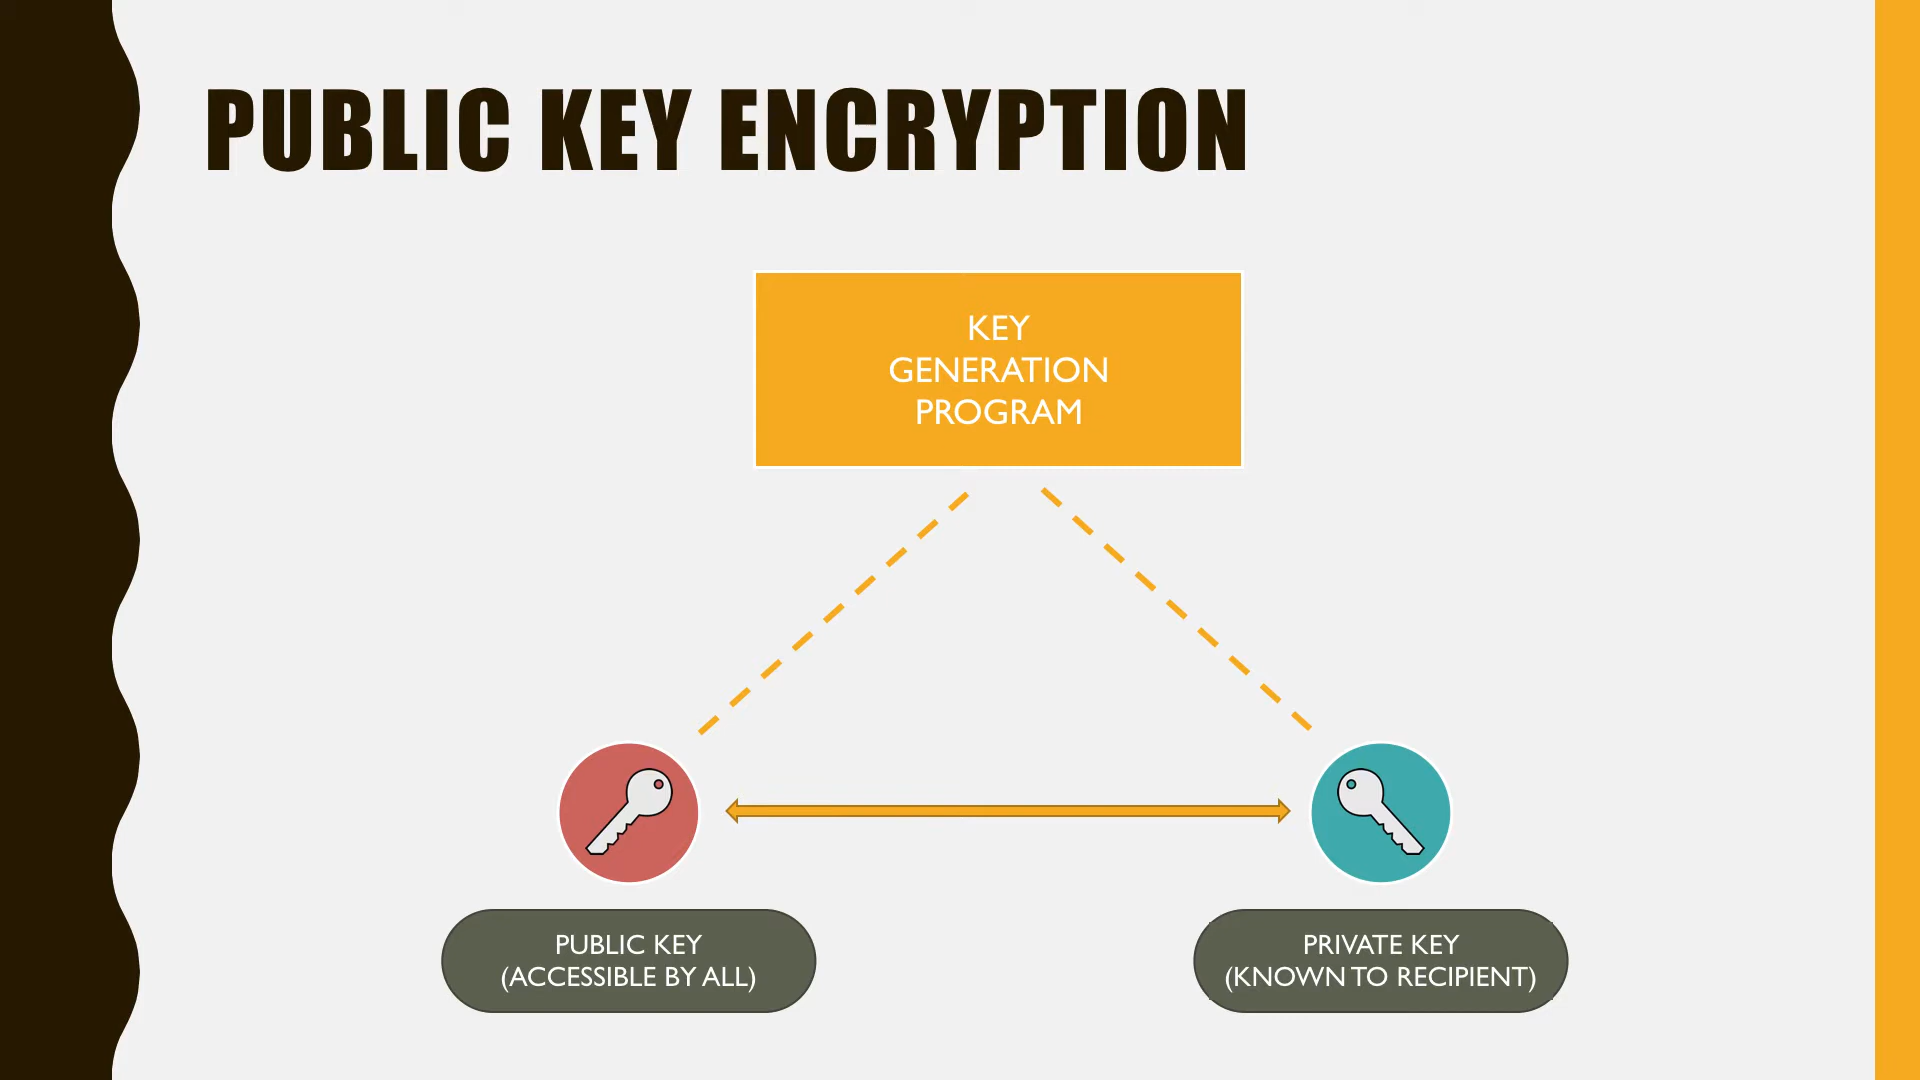 PUBLIC KEY ENCRYPTION
KEY
GENERATION
PROGRAM
PUBLIC KEY
(ACCESSIBLE BY ALL)
PRIVATE KEY
(KNOWN TO RECIPIENT)